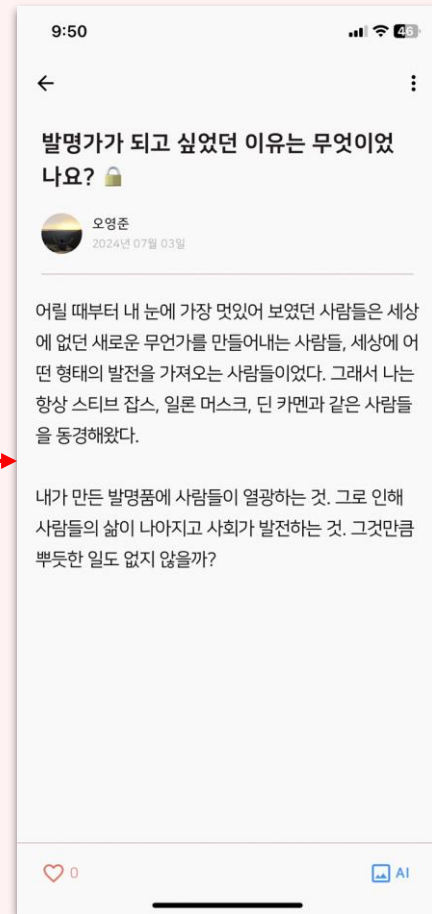 9:50
46
발명가가 되고 싶었던 이유는 무엇이었
나요?
오영준
2024년 07월 03일
어릴 때부터 내 눈에 가장 멋있어 보였던 사람들은 세상
에 없던 새로운 무언가를 만들어내는 사람들, 세상에 어
떤 형태의 발전을 가져오는 사람들이었다. 그래서 나는
항상 스티브 잡스, 일론 머스크, 딘 카멘과 같은 사람들
을 동경해왔다.
내가 만든 발명품에 사람들이 열광하는 것. 그로 인해
사람들의 삶이 나아지고 사회가 발전하는 것. 그것만큼
뿌듯한 일도 없지 않을까?
0
AI